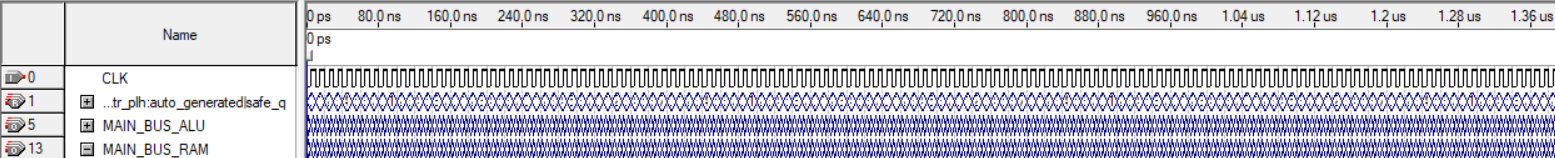 Name
0 ps 80.0 ns 160.0 ns 240.0 ns 320.0 ns 400.0 ns 480.0 ns 560.0 ns 640.0 ns 720.0 ns 800.0 ns 880.0 ns 960.0 ns 1.04 us 1.12 us 1.2 us 1.28 us 1.36 us
0 ps
0 CLK
1 ...tr_plh:auto_generated|safe_q
5 MAIN_BUS_ALU
13 MAIN_BUS_RAM